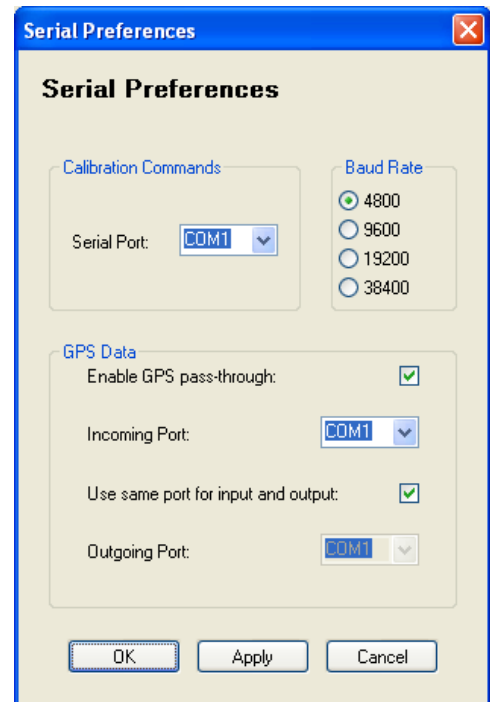 Serial Preferences
Serial Preferences
Calibration Commands
Serial Port: COM1
Baud Rate
4800
9600
19200
38400
GPS Data
Enable GPS pass-through:
Incoming Port: COM1
Use same port for input and output:
Outgoing Port: COM1
OK Apply Cancel